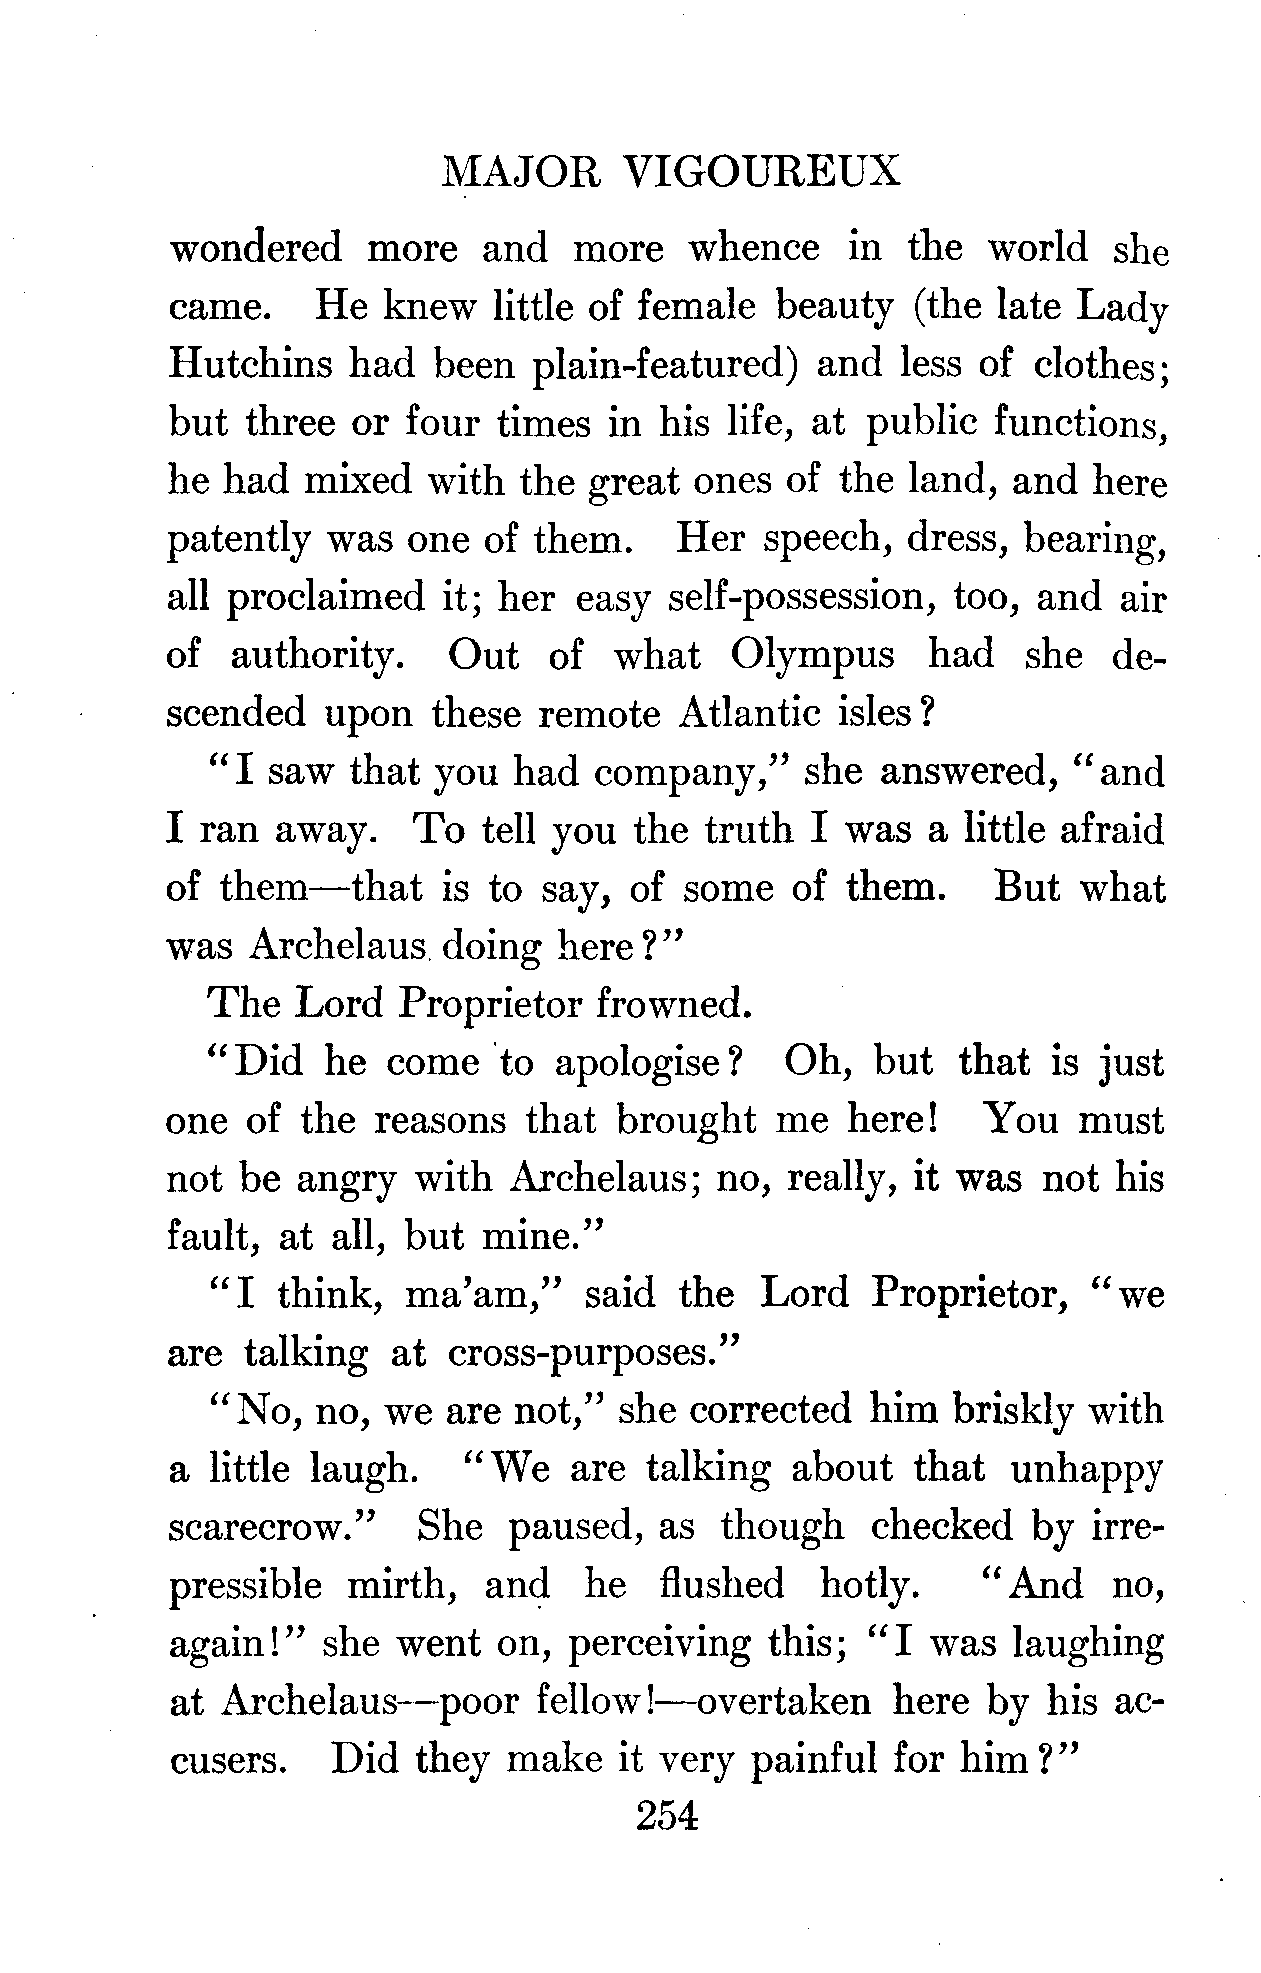 MAJOR VIGOUREUX
wondered more and more whence in the world she
came. He knew little of female beauty (the late Lady
Hutchins had been plain-featured) and less of clothes;
but three or four times in his life, at public functions,
he had mixed with the great ones of the land, and here
patently was one of them. Her speech, dress, bearing,
all proclaimed it; her easy self-possession, too, and air
of authority. Out of what Olympus had she de-
scended upon these remote Atlantic isles?
"I saw that you had company," she answered, "and
I ran away. To tell you the truth I was a little afraid
of them—that is to say, of some of them. But what
was Archelaus doing here?"
The Lord Proprietor frowned.
"Did he come to apologise? Oh, but that is just
one of the reasons that brought me here! You must
not be angry with Archelaus; no, really, it was not his
fault, at all, but mine."
"I think, ma'am," said the Lord Proprietor, "we
are talking at cross-purposes."
"No, no, we are not," she corrected him briskly with
a little laugh. "We are talking about that unhappy
scarecrow." She paused, as though checked by irre-
pressible mirth, and he flushed hotly. "And no,
again!" she went on, perceiving this; "I was laughing
at Archelaus—poor fellow!—overtaken here by his ac-
cusers. Did they make it very painful for him?"
254